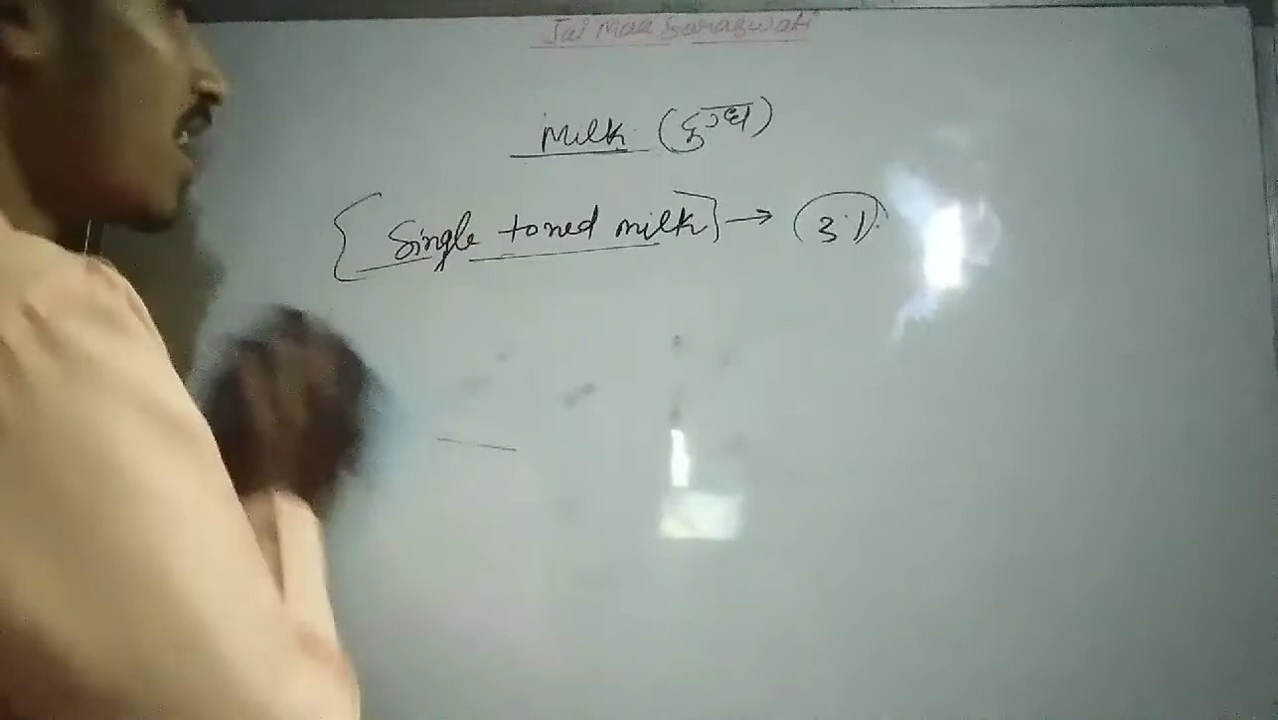 Jai Maa Saraswati
Milk (दुग्ध)
[Single toned milk] → (3%)